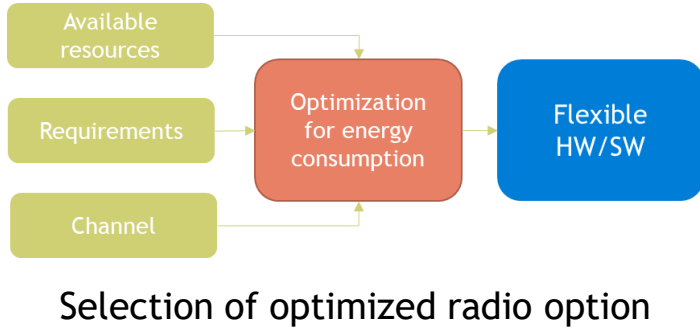 Available
resources
Requirements
Channel
Optimization
for energy
consumption
Flexible
HW/SW
Selection of optimized radio option